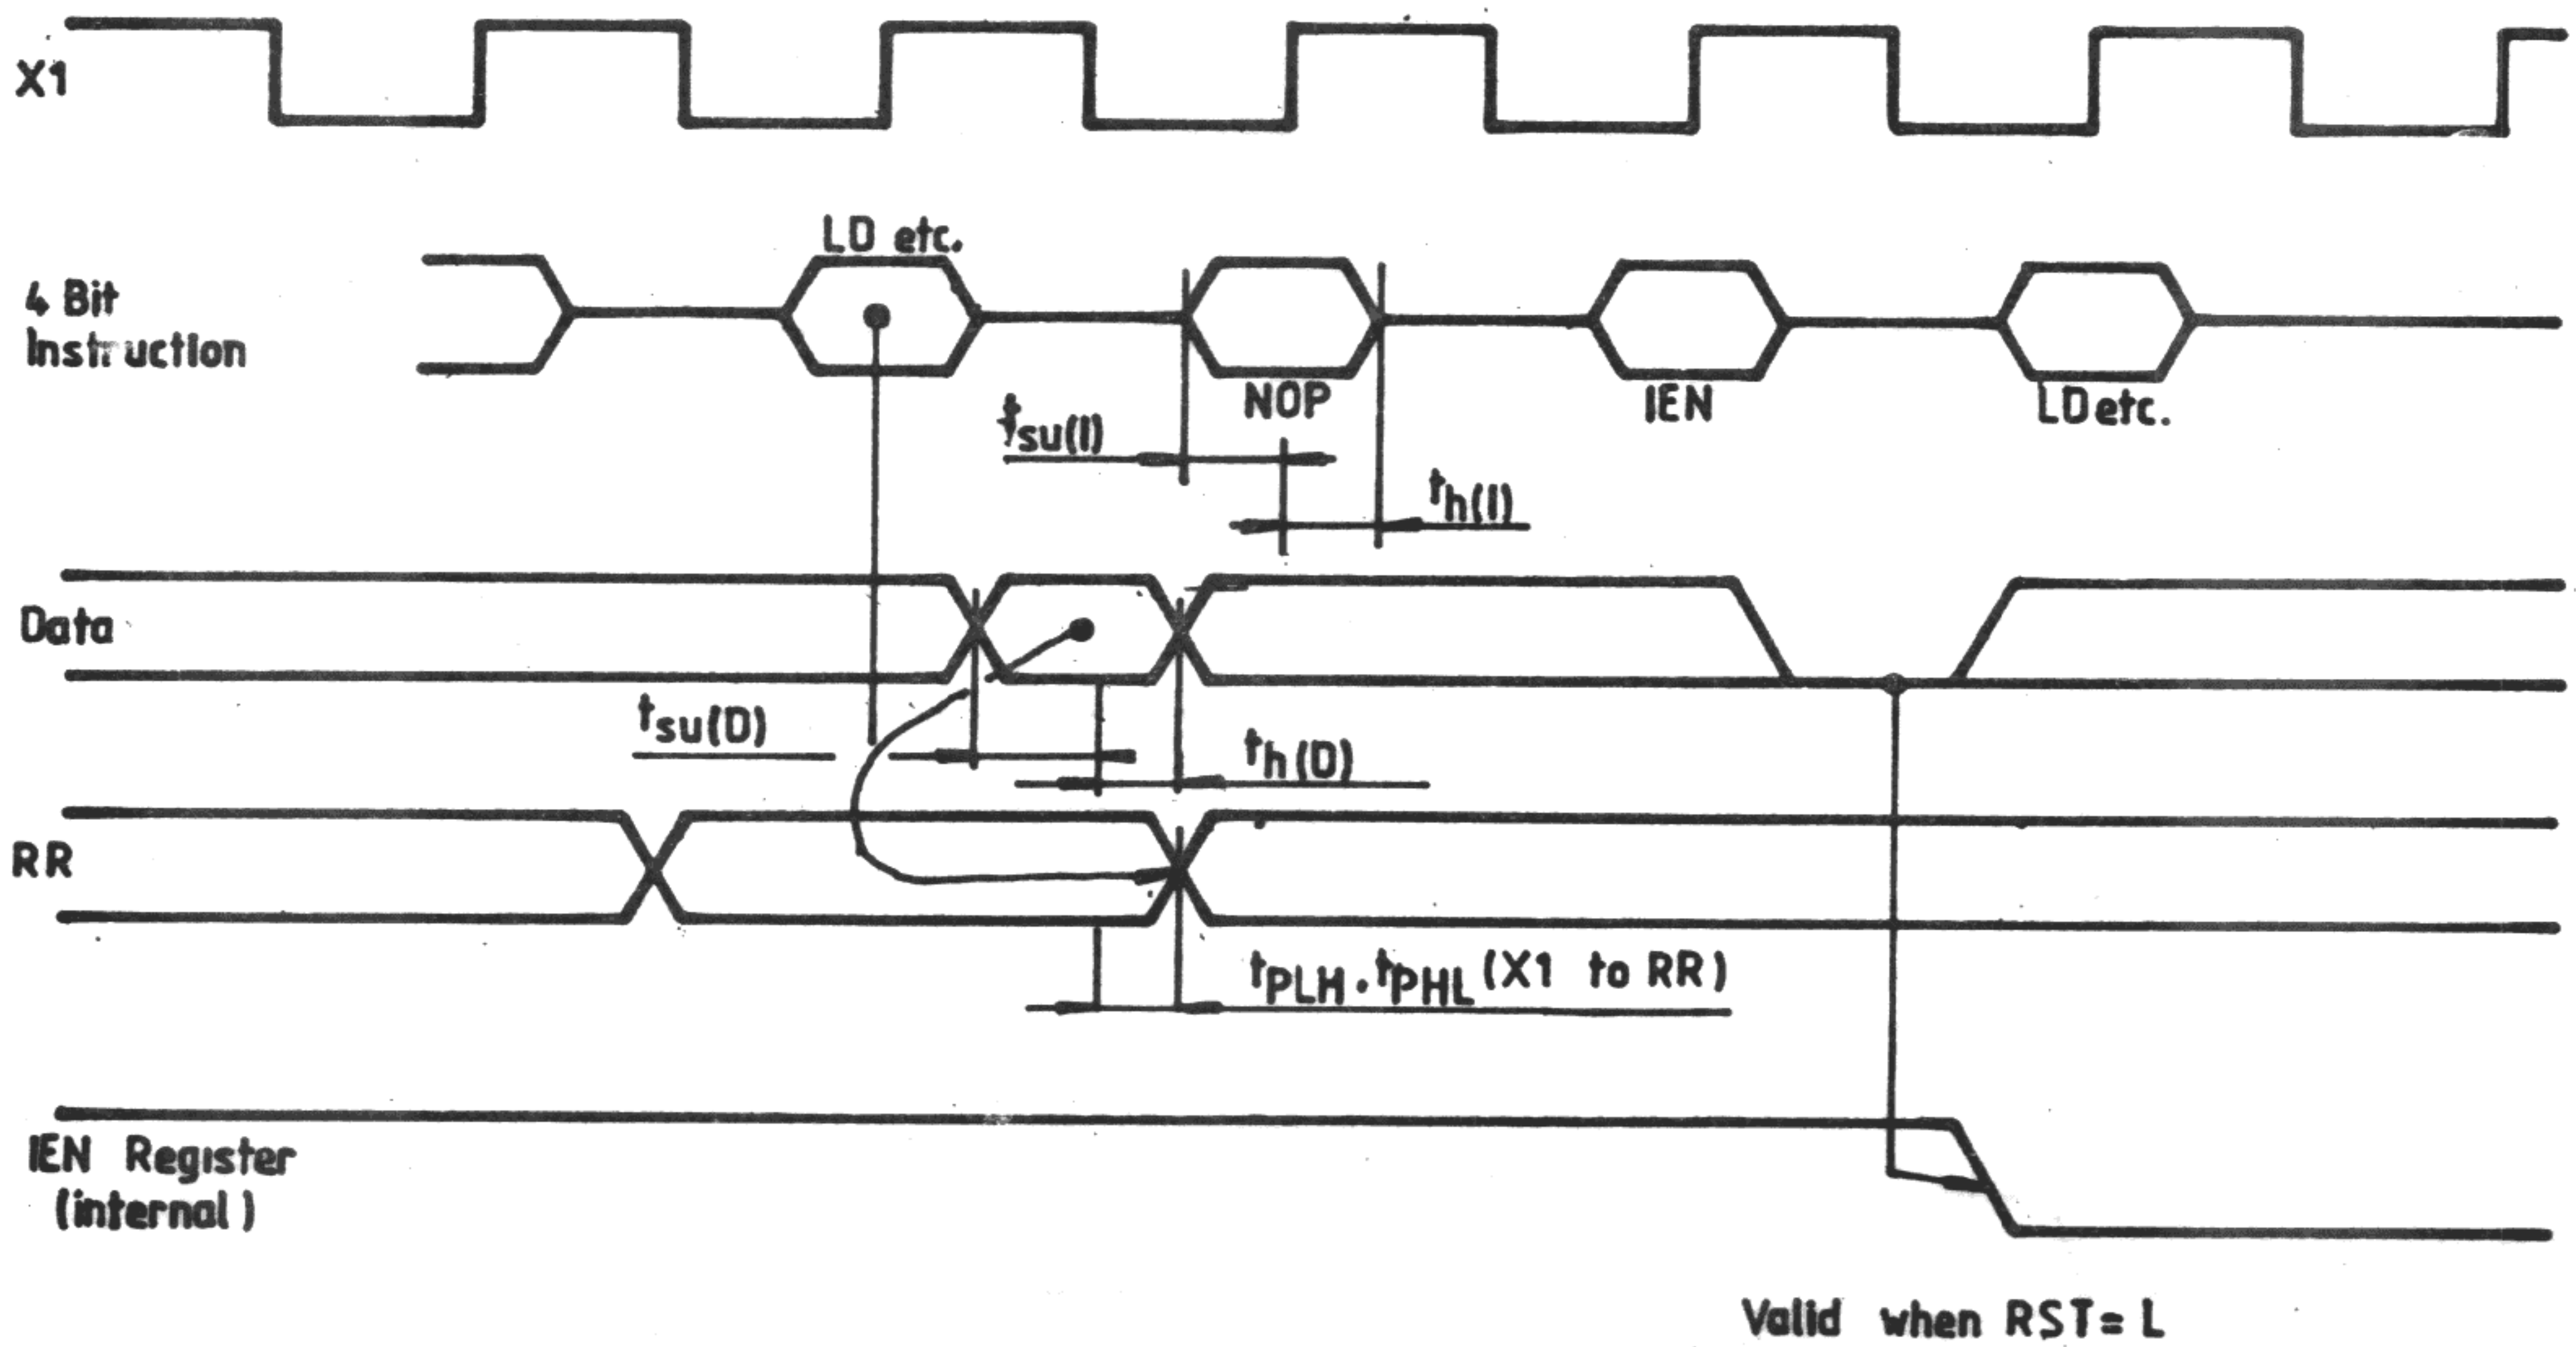 X1
LD etc.
4 Bit
Instruction
NOP
IEN
LD etc.
tsu(I)
th(I)
Data
tsu(D)
th(D)
RR
tPLH . tPHL (X1 to RR)
IEN Register
(internal)
Valid when RST= L